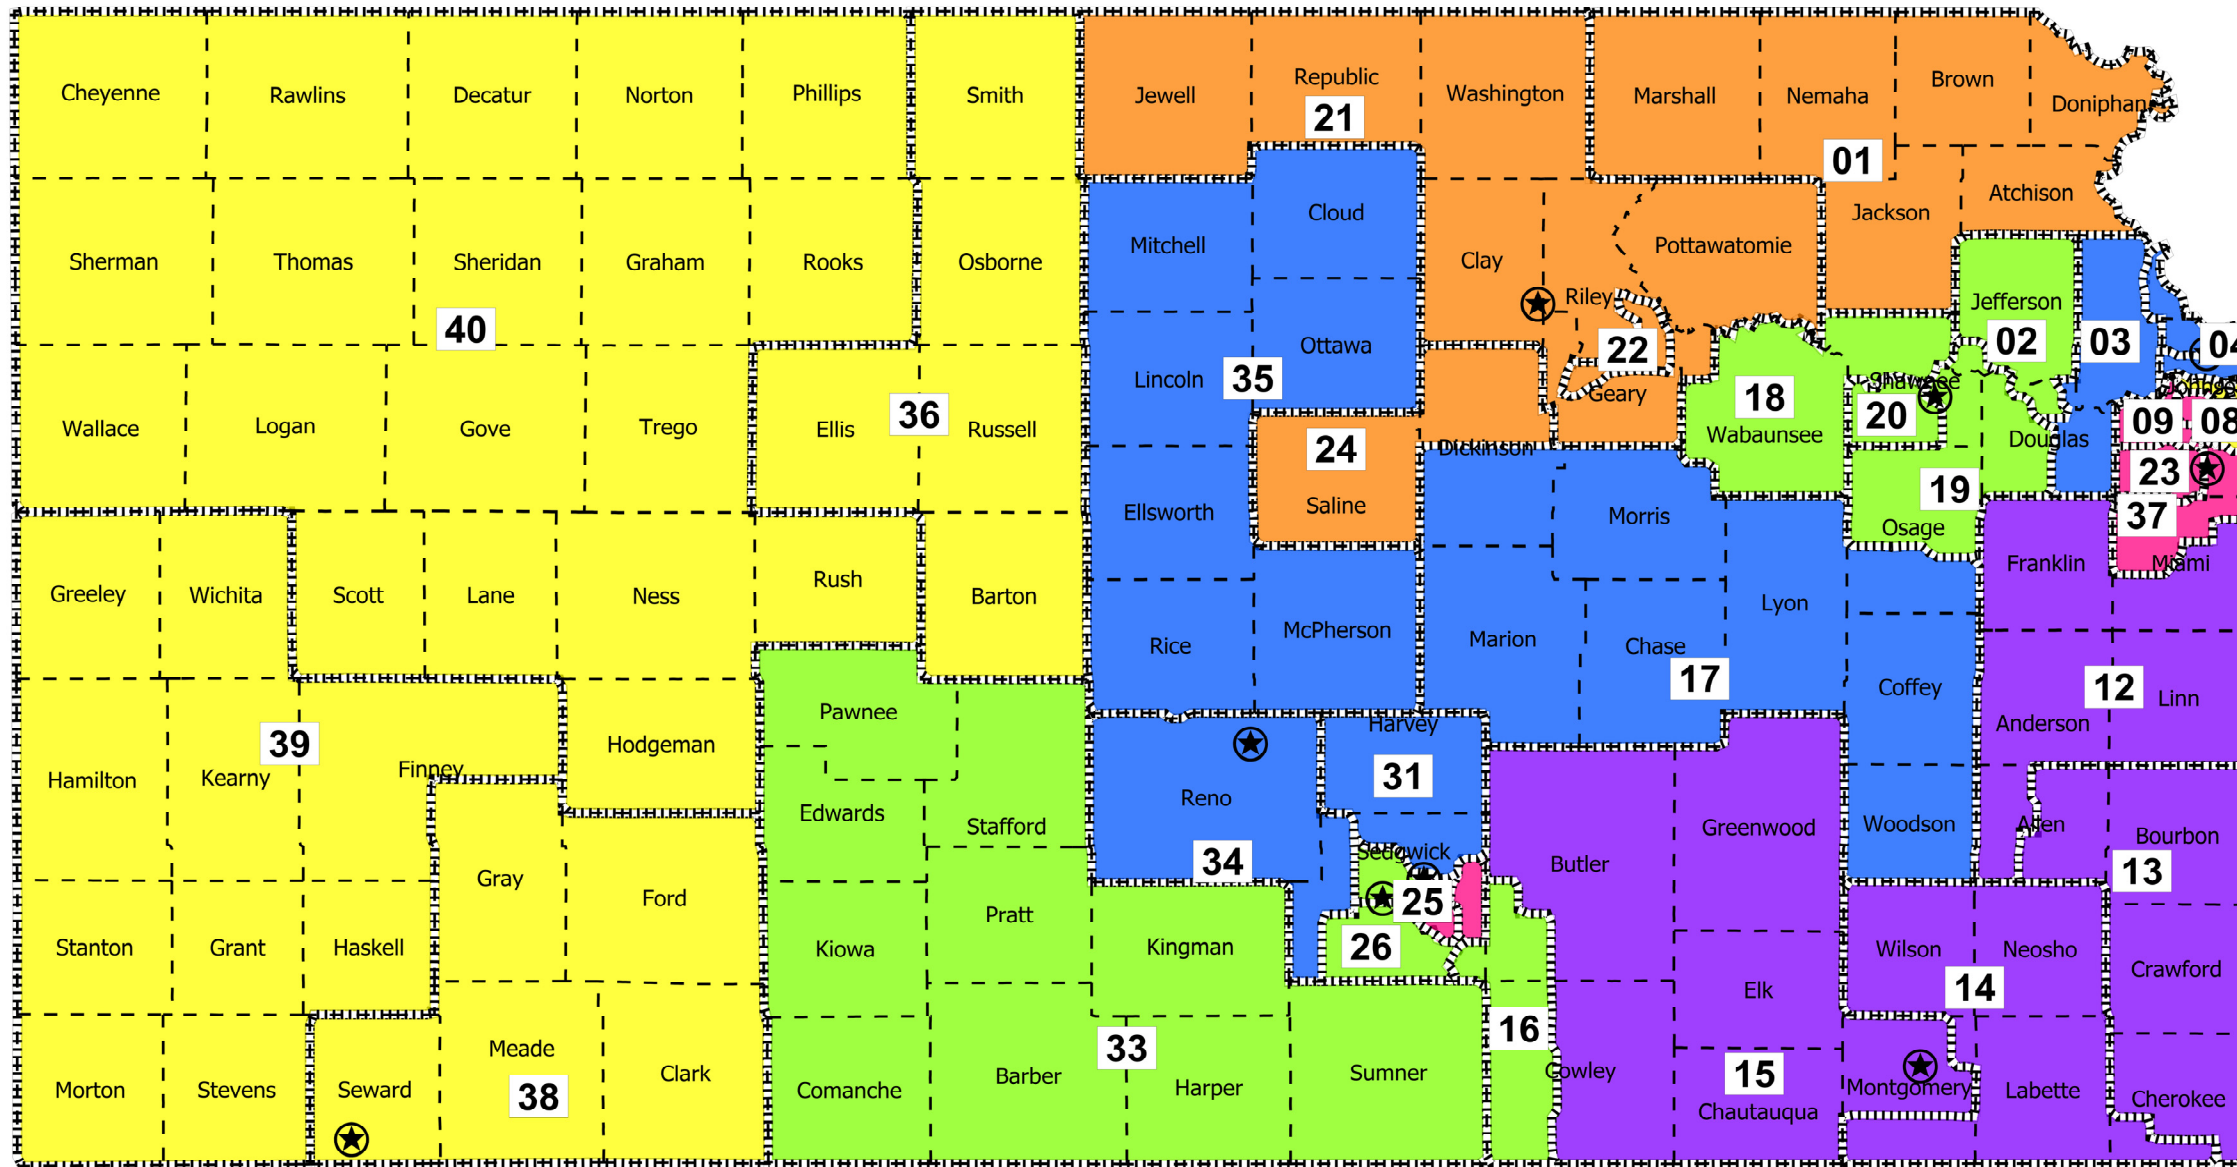 Cheyenne
Rawlins
Decatur
Norton
Phillips
Smith
Jewell
Republic
21
Washington
Marshall
Nemaha
Brown
Doniphan
01
Sherman
Thomas
Sheridan
Graham
Rooks
Osborne
Mitchell
Cloud
Clay
Riley
Pottawatomie
Jackson
Atchison
40
Jefferson
02
03
04
Lincoln
35
Ottawa
22
Geary
Shawnee
Wallace
Logan
Gove
Trego
Ellis
36
Russell
24
Saline
Dickinson
18
Wabaunsee
20
Douglas
09
08
23
19
Osage
37
Miami
Ellsworth
Morris
Franklin
Greeley
Wichita
Scott
Lane
Ness
Rush
Barton
Rice
McPherson
Marion
Chase
17
Lyon
Coffey
Anderson
12
Linn
Hamilton
39
Kearny
Finney
Hodgeman
Pawnee
Edwards
Stafford
Reno
34
Harvey
31
Sedgwick
25
26
Butler
Greenwood
Woodson
Allen
Bourbon
13
Stanton
Grant
Haskell
Gray
Ford
Kiowa
Pratt
Kingman
Wilson
Neosho
14
Crawford
Elk
Morton
Stevens
Seward
Meade
38
Clark
Comanche
Barber
33
Harper
Sumner
16
Cowley
15
Chautauqua
Montgomery
Labette
Cherokee